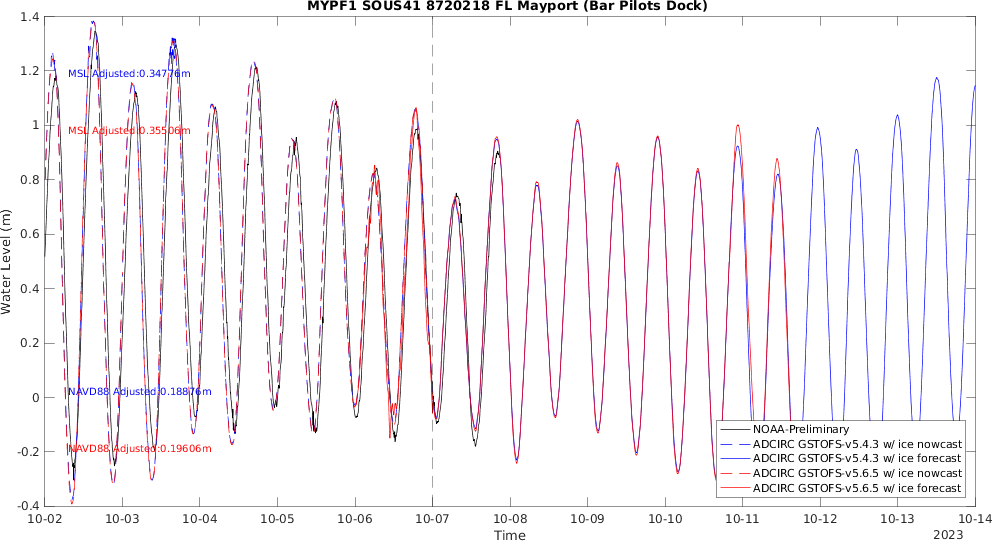 MYPF1 SOUS41 8720218 FL Mayport (Bar Pilots Dock)
Water Level (m)
1.4
1.2
1
0.8
0.6
0.4
0.2
0
-0.2
-0.4
MSL Adjusted:0.34776m
MSL Adjusted:0.35506m
NAVD88 Adjusted:0.18876m
NAVD88 Adjusted:0.19606m
NOAA-Preliminary
ADCIRC GSTOFS-v5.4.3 w/ ice nowcast
ADCIRC GSTOFS-v5.4.3 w/ ice forecast
ADCIRC GSTOFS-v5.6.5 w/ ice nowcast
ADCIRC GSTOFS-v5.6.5 w/ ice forecast
10-02 10-03 10-04 10-05 10-06 10-07 10-08 10-09 10-10 10-11 10-12 10-13 10-14
Time
2023